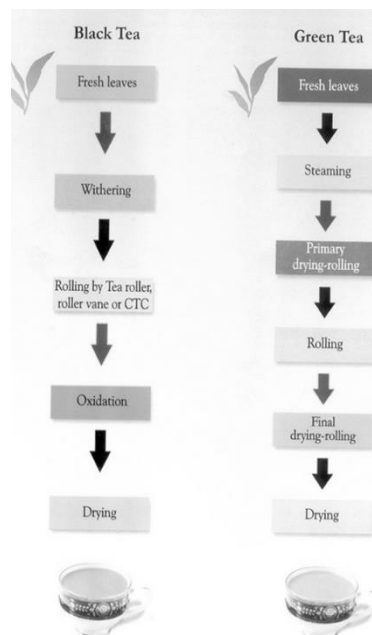 Black Tea
Fresh leaves
Withering
Rolling by Tea roller,
roller vane or CTC
Oxidation
Drying
Green Tea
Fresh leaves
Steaming
Primary
drying-rolling
Rolling
Final
drying-rolling
Drying